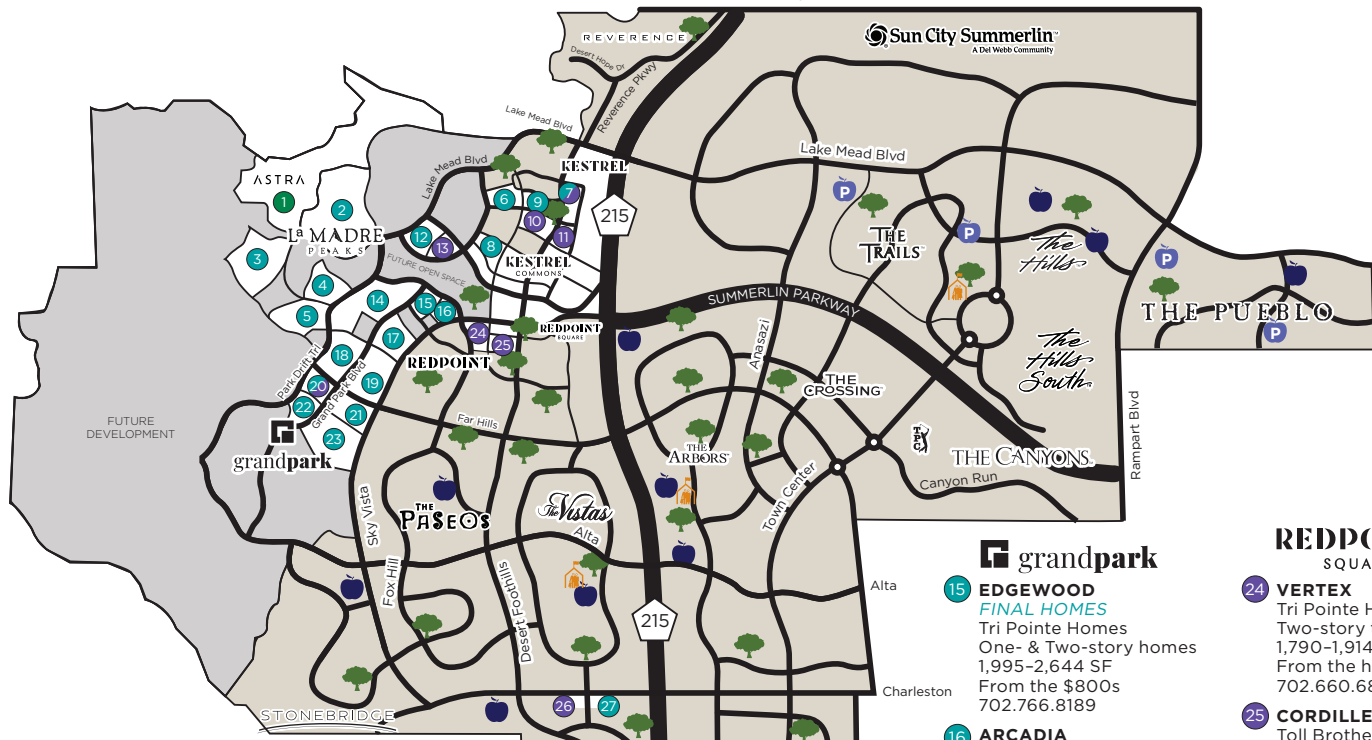 REVERENCE
Desert Hope Dr
Reverence Pkwy
Sun City Summerlin™
A Del Webb Community
Lake Mead Blvd
Lake Mead Blvd
Lake Mead Blvd
KESTREL
ASTRA
1
2
La MADRE
PEAKS
3
4
5
6
7
8
9
10
11
12
13
FUTURE OPEN SPACE
KESTREL
COMMONS
215
P
THE
TRAILS
P
The
Hills
P
THE PUEBLO
P
14
15
16
17
18
19
20
21
22
23
24
25
REDPOINT
SQUARE
REDPOINT
SUMMERLIN PARKWAY
Anasazi
THE
CROSSING
The
Hills
South
Park Drift Trl
Grand Park Blvd
grandpark
FUTURE
DEVELOPMENT
Far Hills
THE
ARBORS
TPC
THE CANYONS
Canyon Run
Rampart Blvd
Town Center
Sky Vista
THE
PASEOS
The Vistas
Alta
Fox Hill
Desert Foothills
215
Alta
Charleston
STONEBRIDGE
26
27
grandpark
15 EDGEWOOD
FINAL HOMES
Tri Pointe Homes
One- & Two-story homes
1,995–2,644 SF
From the $800s
702.766.8189
16 ARCADIA
REDPO
SQUA
24 VERTEX
Tri Pointe H
Two-story
1,790–1,914
From the h
702.660.68
25 CORDILLE
Toll Brothe